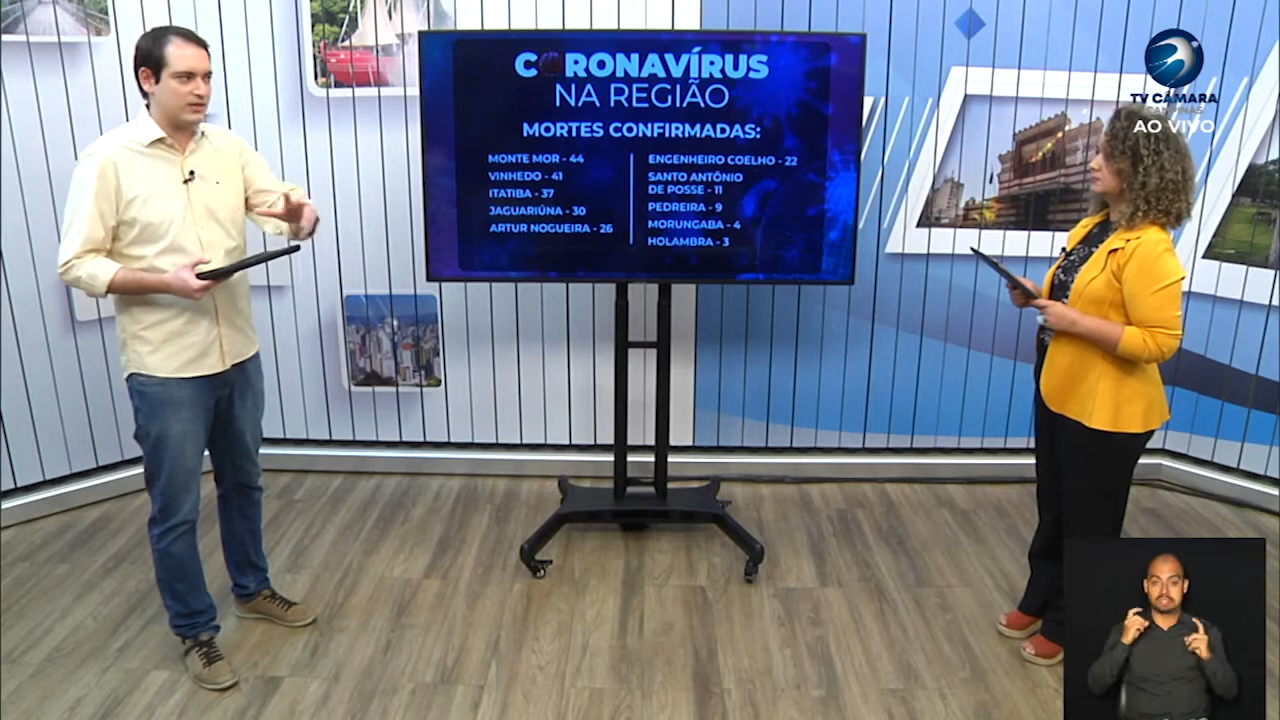 CORONAVÍRUS
NA REGIÃO
MORTES CONFIRMADAS:
MONTE MOR - 44
VINHEDO - 41
ITATIBA - 37
JAGUARIÚNA - 30
ARTUR NOGUEIRA - 26
ENGENHEIRO COELHO - 22
SANTO ANTÔNIO
DE POSSE - 11
PEDREIRA - 9
MORUNGABA - 4
HOLAMBRA - 3
TV CÂMARA
CAMPINAS
AO VIVO